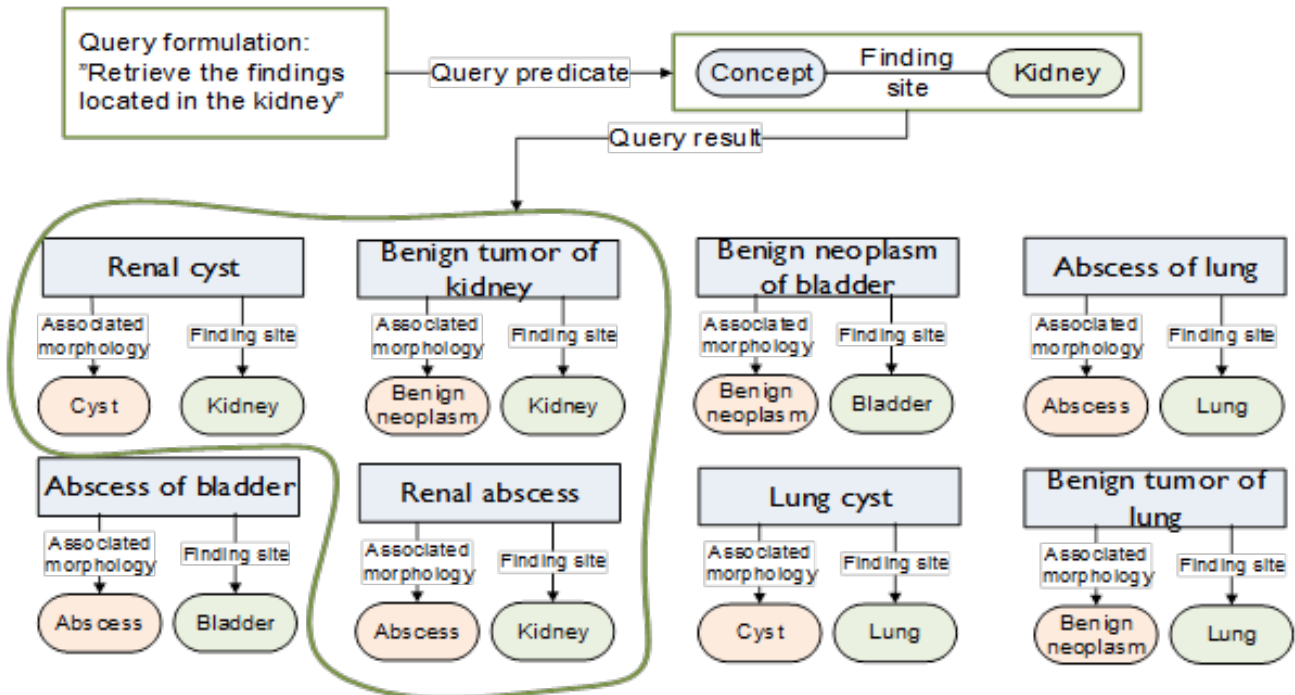 Query formulation:
"Retrieve the findings
located in the kidney"
Query predicate
Concept
Finding
site
Kidney
Query result
Renal cyst
Associated
morphology
Finding site
Cyst
Kidney
Benign tumor of
kidney
Associated
morphology
Finding site
Benign
neoplasm
Kidney
Benign neoplasm
of bladder
Associated
morphology
Finding site
Benign
neoplasm
Bladder
Abscess of lung
Associated
morphology
Finding site
Abscess
Lung
Abscess of bladder
Associated
morphology
Finding site
Abscess
Bladder
Renal abscess
Associated
morphology
Finding site
Abscess
Kidney
Lung cyst
Associated
morphology
Finding site
Cyst
Lung
Benign tumor of
lung
Associated
morphology
Finding site
Benign
neoplasm
Lung